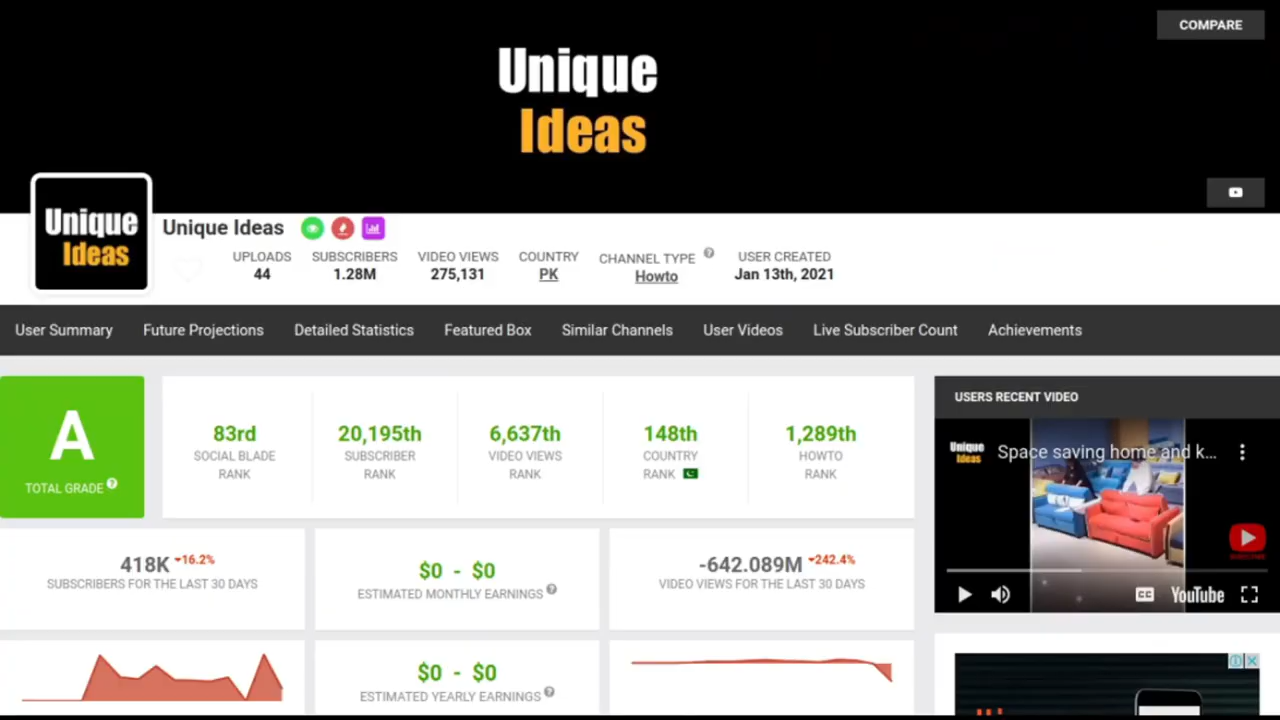 COMPARE
Unique
Ideas
Unique
Ideas
Unique Ideas
UPLOADS
44
SUBSCRIBERS
1.28M
VIDEO VIEWS
275,131
COUNTRY
PK
CHANNEL TYPE ?
Howto
USER CREATED
Jan 13th, 2021
User Summary
Future Projections
Detailed Statistics
Featured Box
Similar Channels
User Videos
Live Subscriber Count
Achievements
A
TOTAL GRADE ?
83rd
SOCIAL BLADE
RANK
20,195th
SUBSCRIBER
RANK
6,637th
VIDEO VIEWS
RANK
148th
COUNTRY
RANK
1,289th
HOWTO
RANK
USERS RECENT VIDEO
Unique
Ideas
Space saving home and k...
CC
YouTube
418K -16.2%
SUBSCRIBERS FOR THE LAST 30 DAYS
$0 - $0
ESTIMATED MONTHLY EARNINGS ?
-642.089M -242.4%
VIDEO VIEWS FOR THE LAST 30 DAYS
$0 - $0
ESTIMATED YEARLY EARNINGS ?